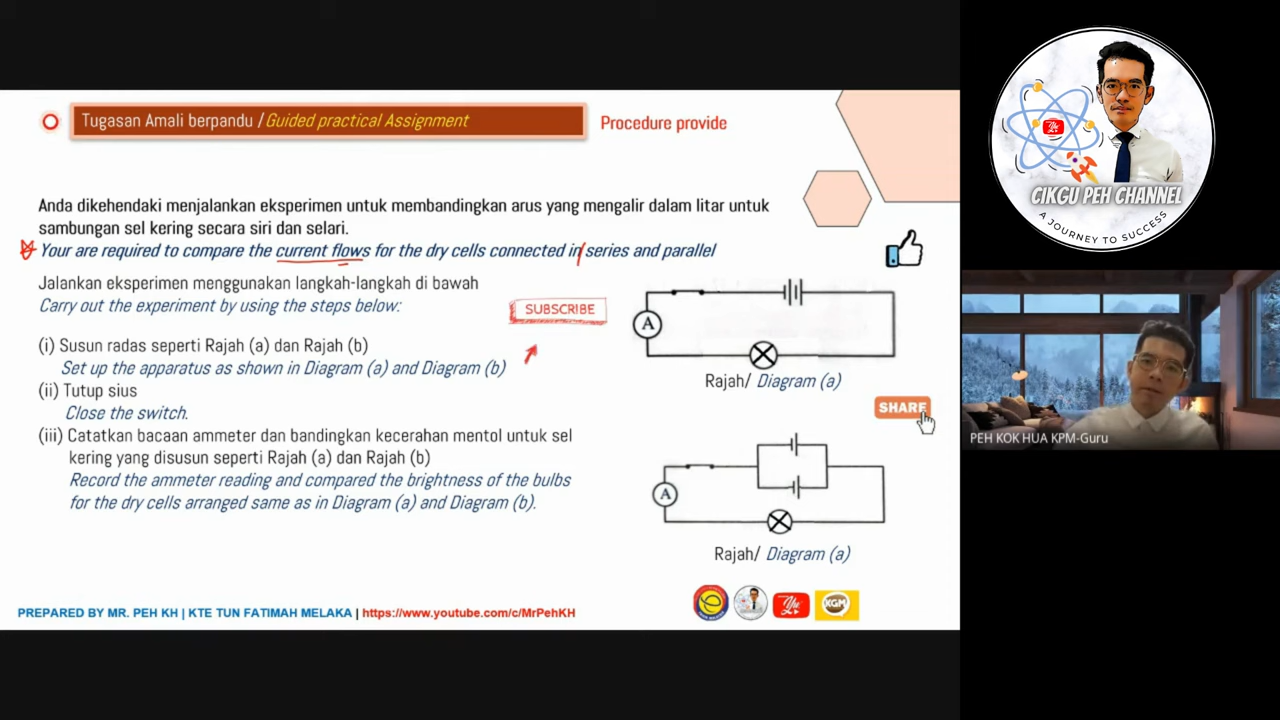 Tugasan Amali berpandu / Guided practical Assignment
Procedure provide
Anda dikehendaki menjalankan eksperimen untuk membandingkan arus yang mengalir dalam litar untuk
sambungan sel kering secara siri dan selari.
Your are required to compare the current flows for the dry cells connected in series and parallel
Jalankan eksperimen menggunakan langkah-langkah di bawah
Carry out the experiment by using the steps below:
SUBSCRIBE
(i) Susun radas seperti Rajah (a) dan Rajah (b)
Set up the apparatus as shown in Diagram (a) and Diagram (b)
(ii) Tutup sius
Close the switch.
(iii) Catatkan bacaan ammeter dan bandingkan kecerahan mentol untuk sel
kering yang disusun seperti Rajah (a) dan Rajah (b)
Record the ammeter reading and compared the brightness of the bulbs
for the dry cells arranged same as in Diagram (a) and Diagram (b).
A
Rajah/ Diagram (a)
SHARE
A
Rajah/ Diagram (a)
PREPARED BY MR. PEH KH | KTE TUN FATIMAH MELAKA | https://www.youtube.com/c/MrPehKH
KGM
CIKGU PEH CHANNEL
A JOURNEY TO SUCCESS
PEH KOK HUA KPM-Guru